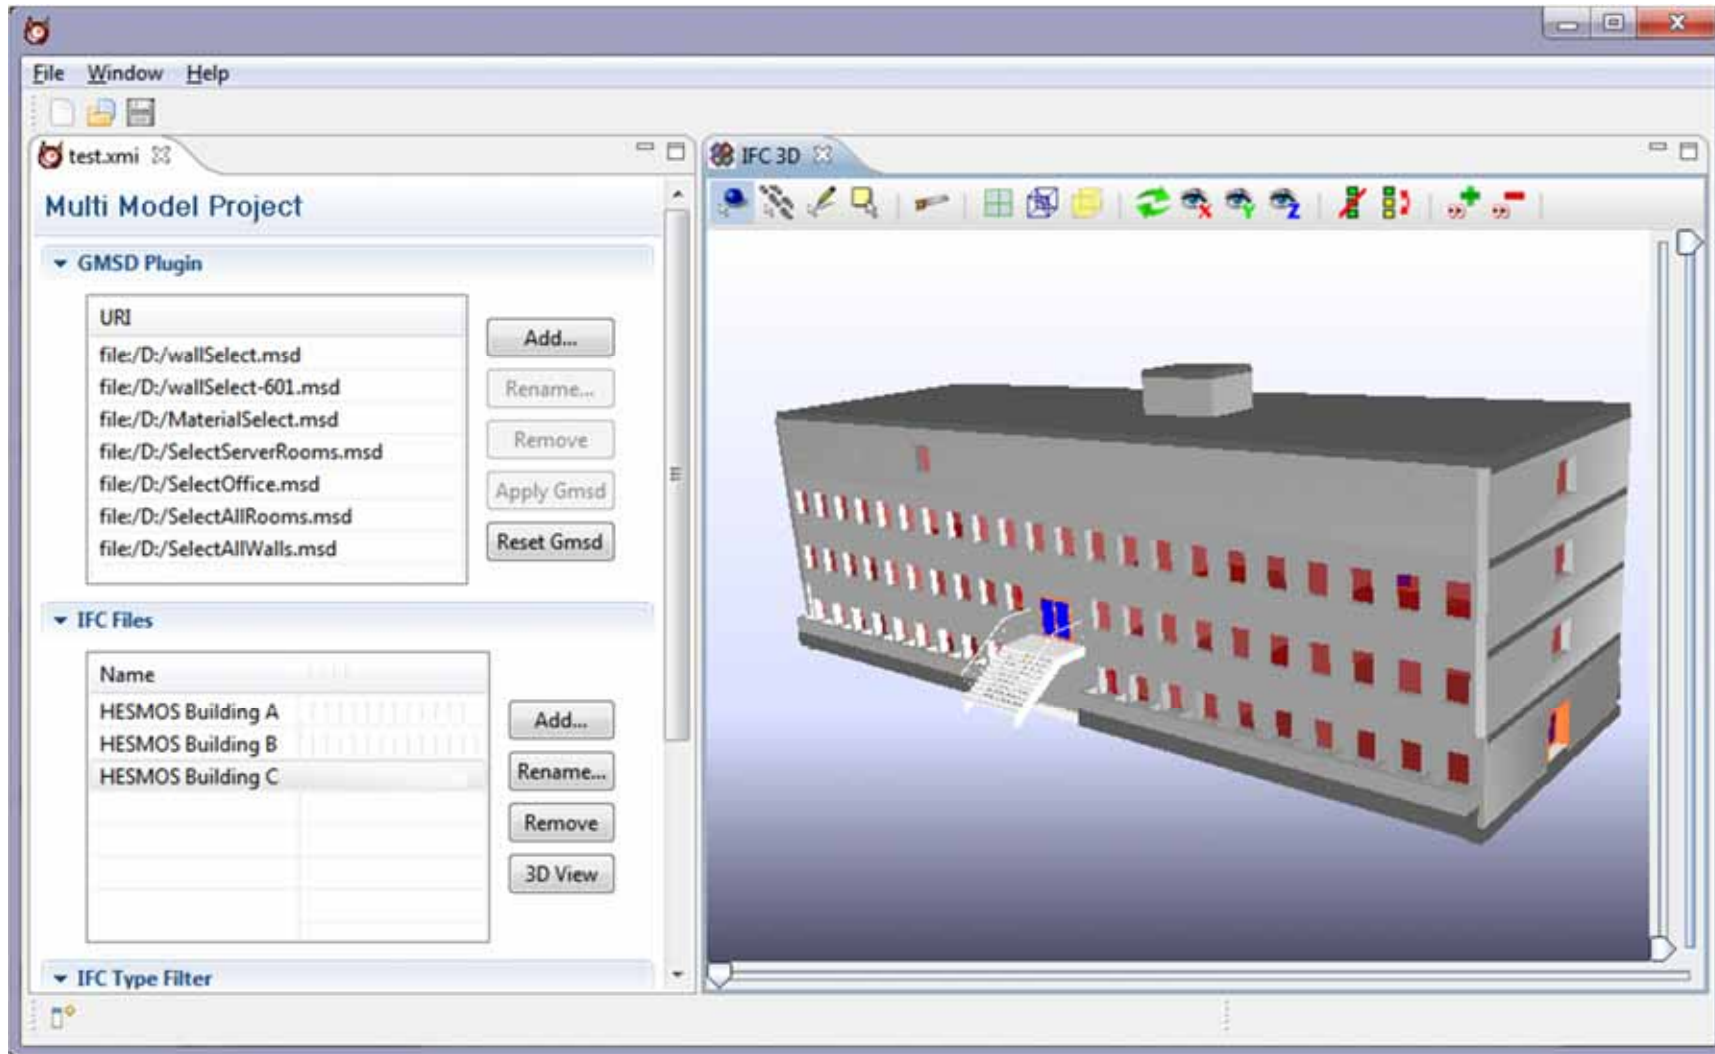 File Window Help
test.xmi
IFC 3D
Multi Model Project
X Y Z
GMSD Plugin
URI
file:/D:/wallSelect.msd
file:/D:/wallSelect-601.msd
file:/D:/MaterialSelect.msd
file:/D:/SelectServerRooms.msd
file:/D:/SelectOffice.msd
file:/D:/SelectAllRooms.msd
file:/D:/SelectAllWalls.msd
Add...
Rename...
Remove
Apply Gmsd
Reset Gmsd
IFC Files
Name
HESMOS Building A
HESMOS Building B
HESMOS Building C
Add...
Rename...
Remove
3D View
IFC Type Filter